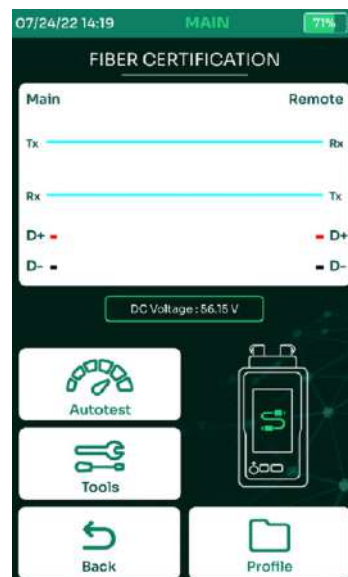 07/24/22 14:19 MAIN 71%
FIBER CERTIFICATION
Main Remote
Tx Rx
Rx Tx
D+ D+
D- D-
DC Voltage : 56.15 V
Autotest
Tools
Back Profile